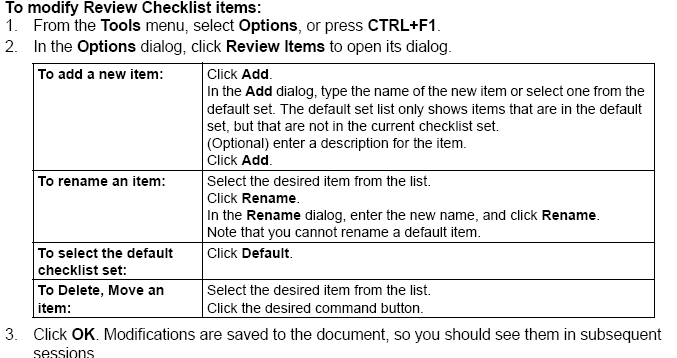 To modify Review Checklist items:
1. From the Tools menu, select Options, or press CTRL+F1.
2. In the Options dialog, click Review Items to open its dialog.
To add a new item:
Click Add.
In the Add dialog, type the name of the new item or select one from the
default set. The default set list only shows items that are in the default
set, but that are not in the current checklist set.
(Optional) enter a description for the item.
Click Add.
To rename an item:
Select the desired item from the list.
Click Rename.
In the Rename dialog, enter the new name, and click Rename.
Note that you cannot rename a default item.
To select the default
checklist set:
Click Default.
To Delete, Move an
item:
Select the desired item from the list.
Click the desired command button.
3. Click OK. Modifications are saved to the document, so you should see them in subsequent
sessions